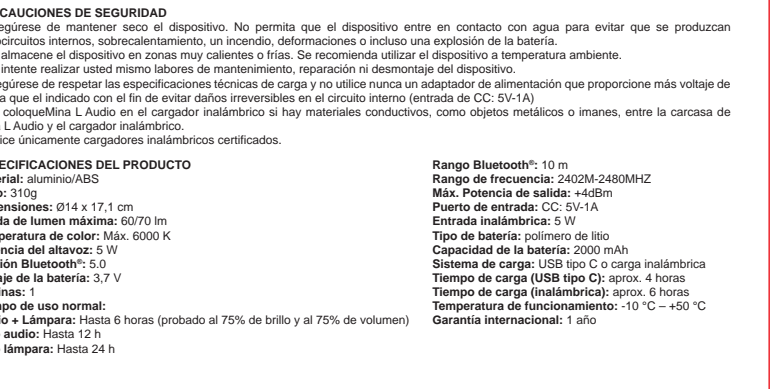 CAUCIONES DE SEGURIDAD
egúrese de mantener seco el dispositivo. No permita que el dispositivo entre en contacto con agua para evitar que se produzcan
ocircuitos internos, sobrecalentamiento, un incendio, deformaciones o incluso una explosión de la batería.
almacene el dispositivo en zonas muy calientes o frías. Se recomienda utilizar el dispositivo a temperatura ambiente.
intente realizar usted mismo labores de mantenimiento, reparación ni desmontaje del dispositivo.
egúrese de respetar las especificaciones técnicas de carga y no utilice nunca un adaptador de alimentación que proporcione más voltaje de
a que el indicado con el fin de evitar daños irreversibles en el circuito interno (entrada de CC: 5V-1A)
coloqueMina L Audio en el cargador inalámbrico si hay materiales conductivos, como objetos metálicos o imanes, entre la carcasa de
L Audio y el cargador inalámbrico.
ice únicamente cargadores inalámbricos certificados.
ECIFICACIONES DEL PRODUCTO
erial: aluminio/ABS
o: 310g
ensiones: Ø14 x 17,1 cm
da de lumen máxima: 60/70 lm
peratura de color: Máx. 6000 K
encia del altavoz: 5 W
ión Bluetooth®: 5.0
aje de la batería: 3,7 V
inas: 1
mpo de uso normal:
io + Lámpara: Hasta 6 horas (probado al 75% de brillo y al 75% de volumen)
audio: Hasta 12 h
lámpara: Hasta 24 h
Rango Bluetooth®: 10 m
Rango de frecuencia: 2402M-2480MHZ
Máx. Potencia de salida: +4dBm
Puerto de entrada: CC: 5V-1A
Entrada inalámbrica: 5 W
Tipo de batería: polímero de litio
Capacidad de la batería: 2000 mAh
Sistema de carga: USB tipo C o carga inalámbrica
Tiempo de carga (USB tipo C): aprox. 4 horas
Tiempo de carga (inalámbrica): aprox. 6 horas
Temperatura de funcionamiento: -10 °C – +50 °C
Garantía internacional: 1 año